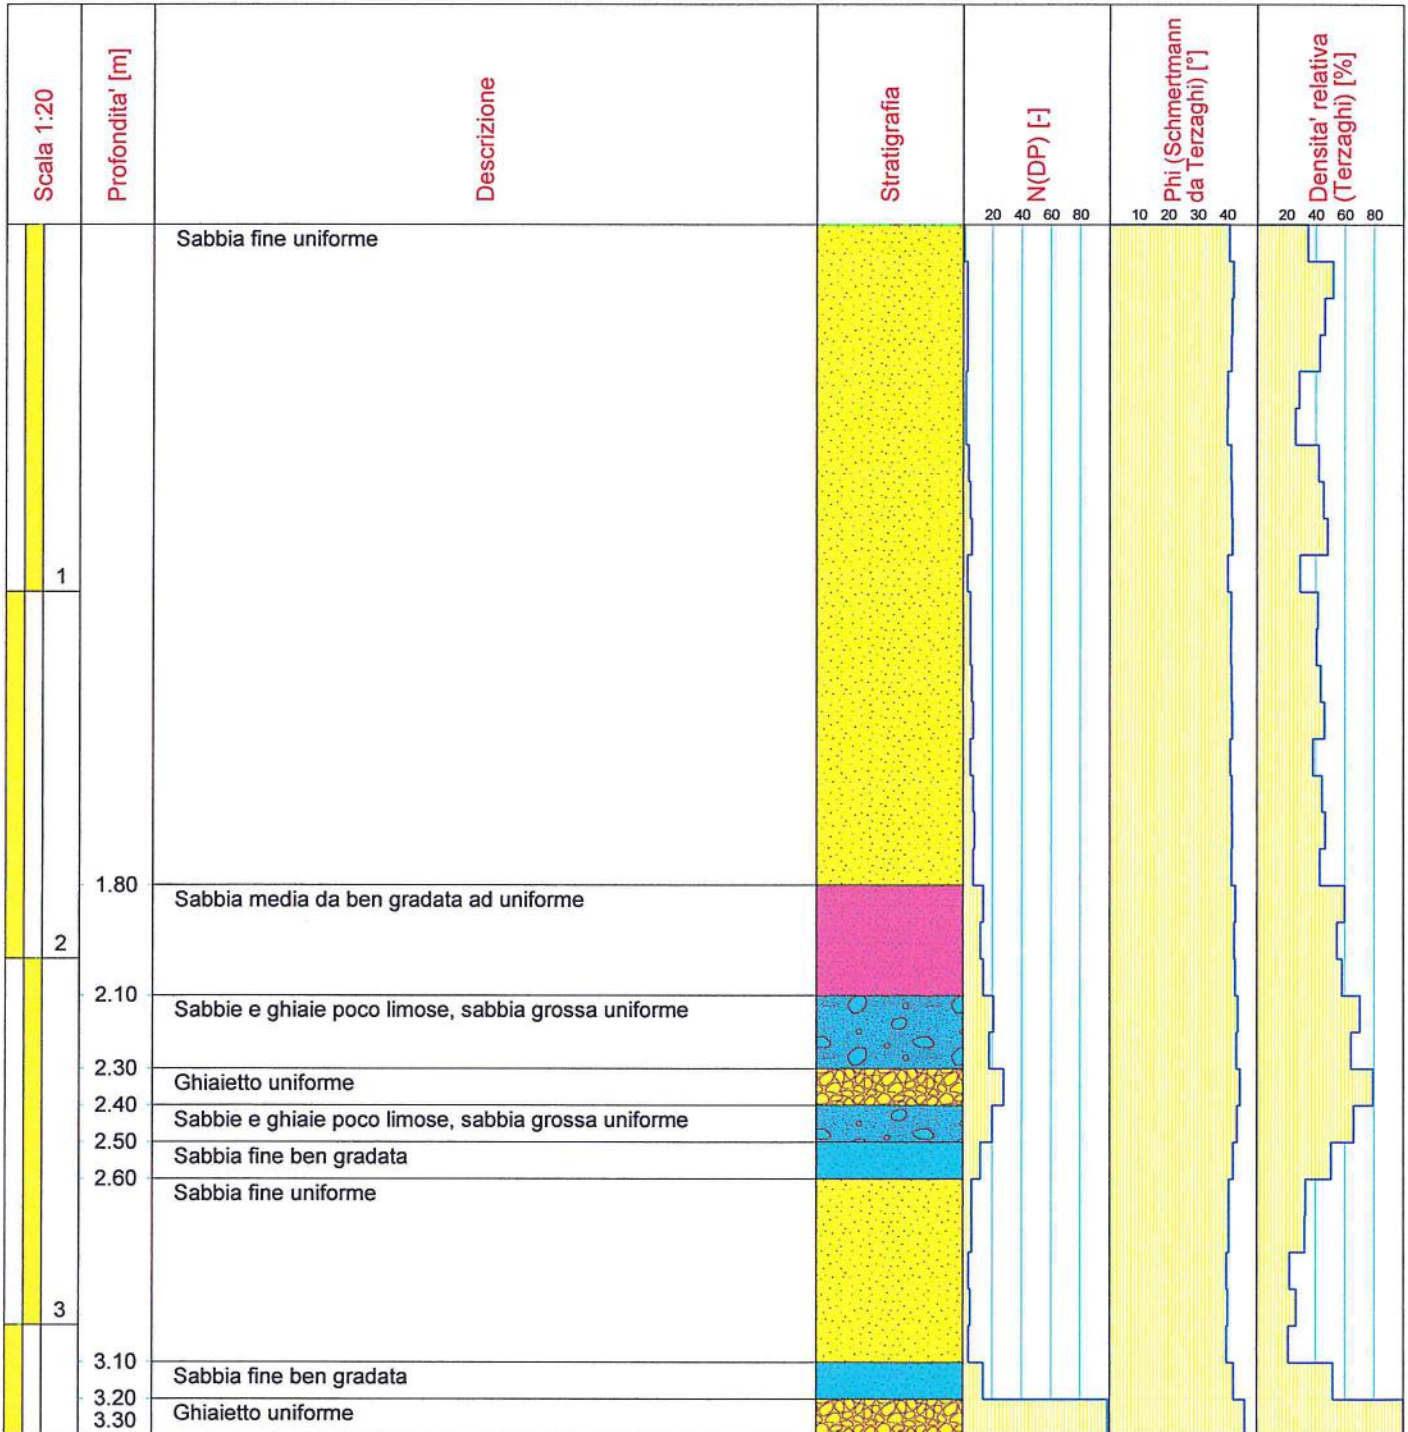 Scala 1:20
Profondita' [m]
Descrizione
Stratigrafia
N(DP) [-]
20 40 60 80
Phi (Schmertmann
da Terzaghi) [°]
10 20 30 40
Densita' relativa
(Terzaghi) [%]
20 40 60 80
Sabbia fine uniforme
1
1.80
Sabbia media da ben gradata ad uniforme
2
2.10
Sabbie e ghiaie poco limose, sabbia grossa uniforme
2.30
Ghiaietto uniforme
2.40
Sabbie e ghiaie poco limose, sabbia grossa uniforme
2.50
Sabbia fine ben gradata
2.60
Sabbia fine uniforme
3
3.10
Sabbia fine ben gradata
3.20
Ghiaietto uniforme
3.30